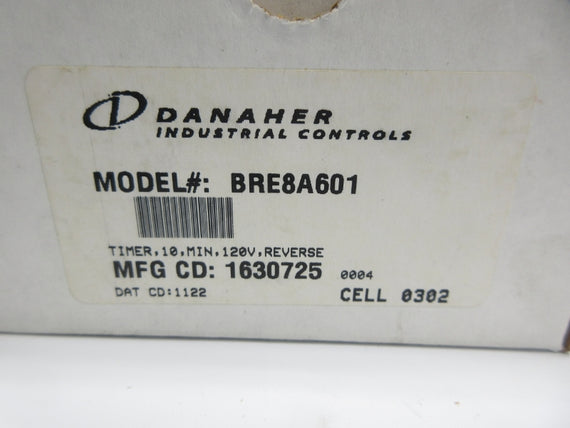 DANAHER
INDUSTRIAL CONTROLS
MODEL#: BRE8A601
TIMER,10,MIN,120V,REVERSE
MFG CD: 1630725 0004
DAT CD:1122 CELL 0302